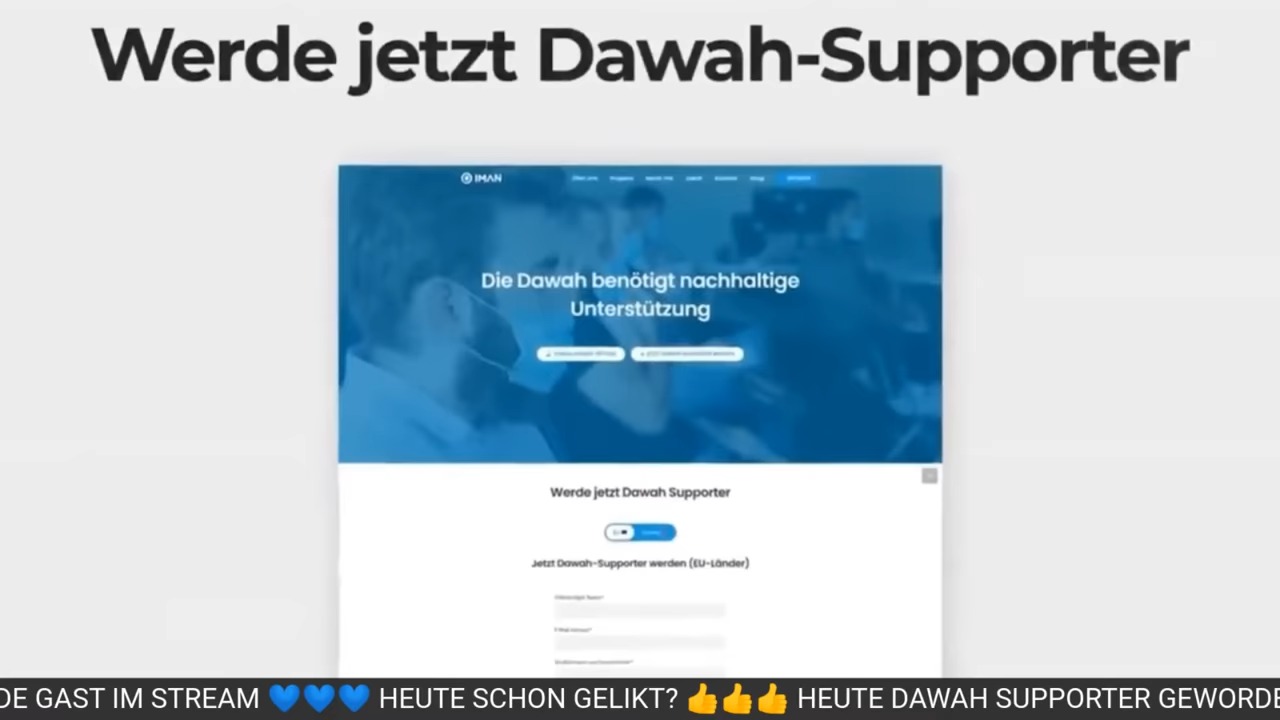 Werde jetzt Dawah-Supporter
IMAN
Die Dawah benötigt nachhaltige
Unterstützung
Werde jetzt Dawah Supporter
Jetzt Dawah-Supporter werden (EU-Länder)
DE GAST IM STREAM 💙💙💙 HEUTE SCHON GELIKT? 👍👍👍 HEUTE DAWAH SUPPORTER GEWORDE